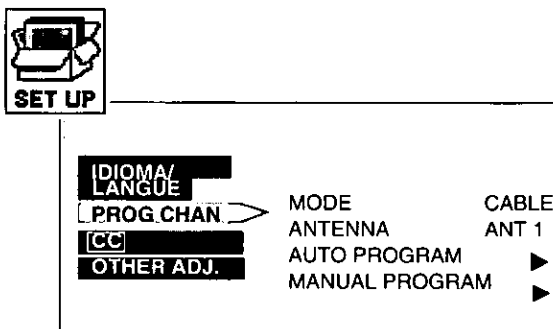 SET UP
IDIOMA/
LANGUE
PROG CHAN
CC
OTHER ADJ.
MODE CABLE
ANTENNA ANT 1
AUTO PROGRAM ▶
MANUAL PROGRAM ▶